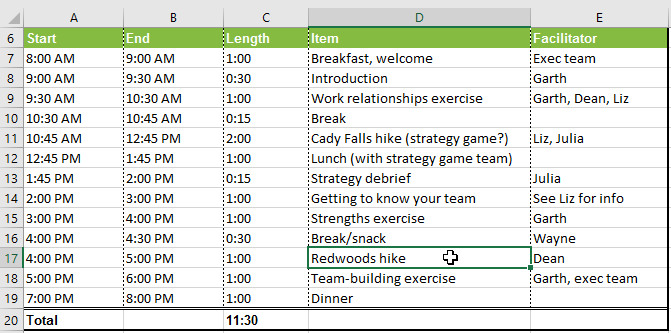 A B C D E
6 Start End Length Item Facilitator
7 8:00 AM 9:00 AM 1:00 Breakfast, welcome Exec team
8 9:00 AM 9:30 AM 0:30 Introduction Garth
9 9:30 AM 10:30 AM 1:00 Work relationships exercise Garth, Dean, Liz
10 10:30 AM 10:45 AM 0:15 Break
11 10:45 AM 12:45 PM 2:00 Cady Falls hike (strategy game?) Liz, Julia
12 12:45 PM 1:45 PM 1:00 Lunch (with strategy game team)
13 1:45 PM 2:00 PM 0:15 Strategy debrief Julia
14 2:00 PM 3:00 PM 1:00 Getting to know your team See Liz for info
15 3:00 PM 4:00 PM 1:00 Strengths exercise Garth
16 4:00 PM 4:30 PM 0:30 Break/snack Wayne
17 4:00 PM 5:00 PM 1:00 Redwoods hike Dean
18 5:00 PM 6:00 PM 1:00 Team-building exercise Garth, exec team
19 7:00 PM 8:00 PM 1:00 Dinner
20 Total 11:30